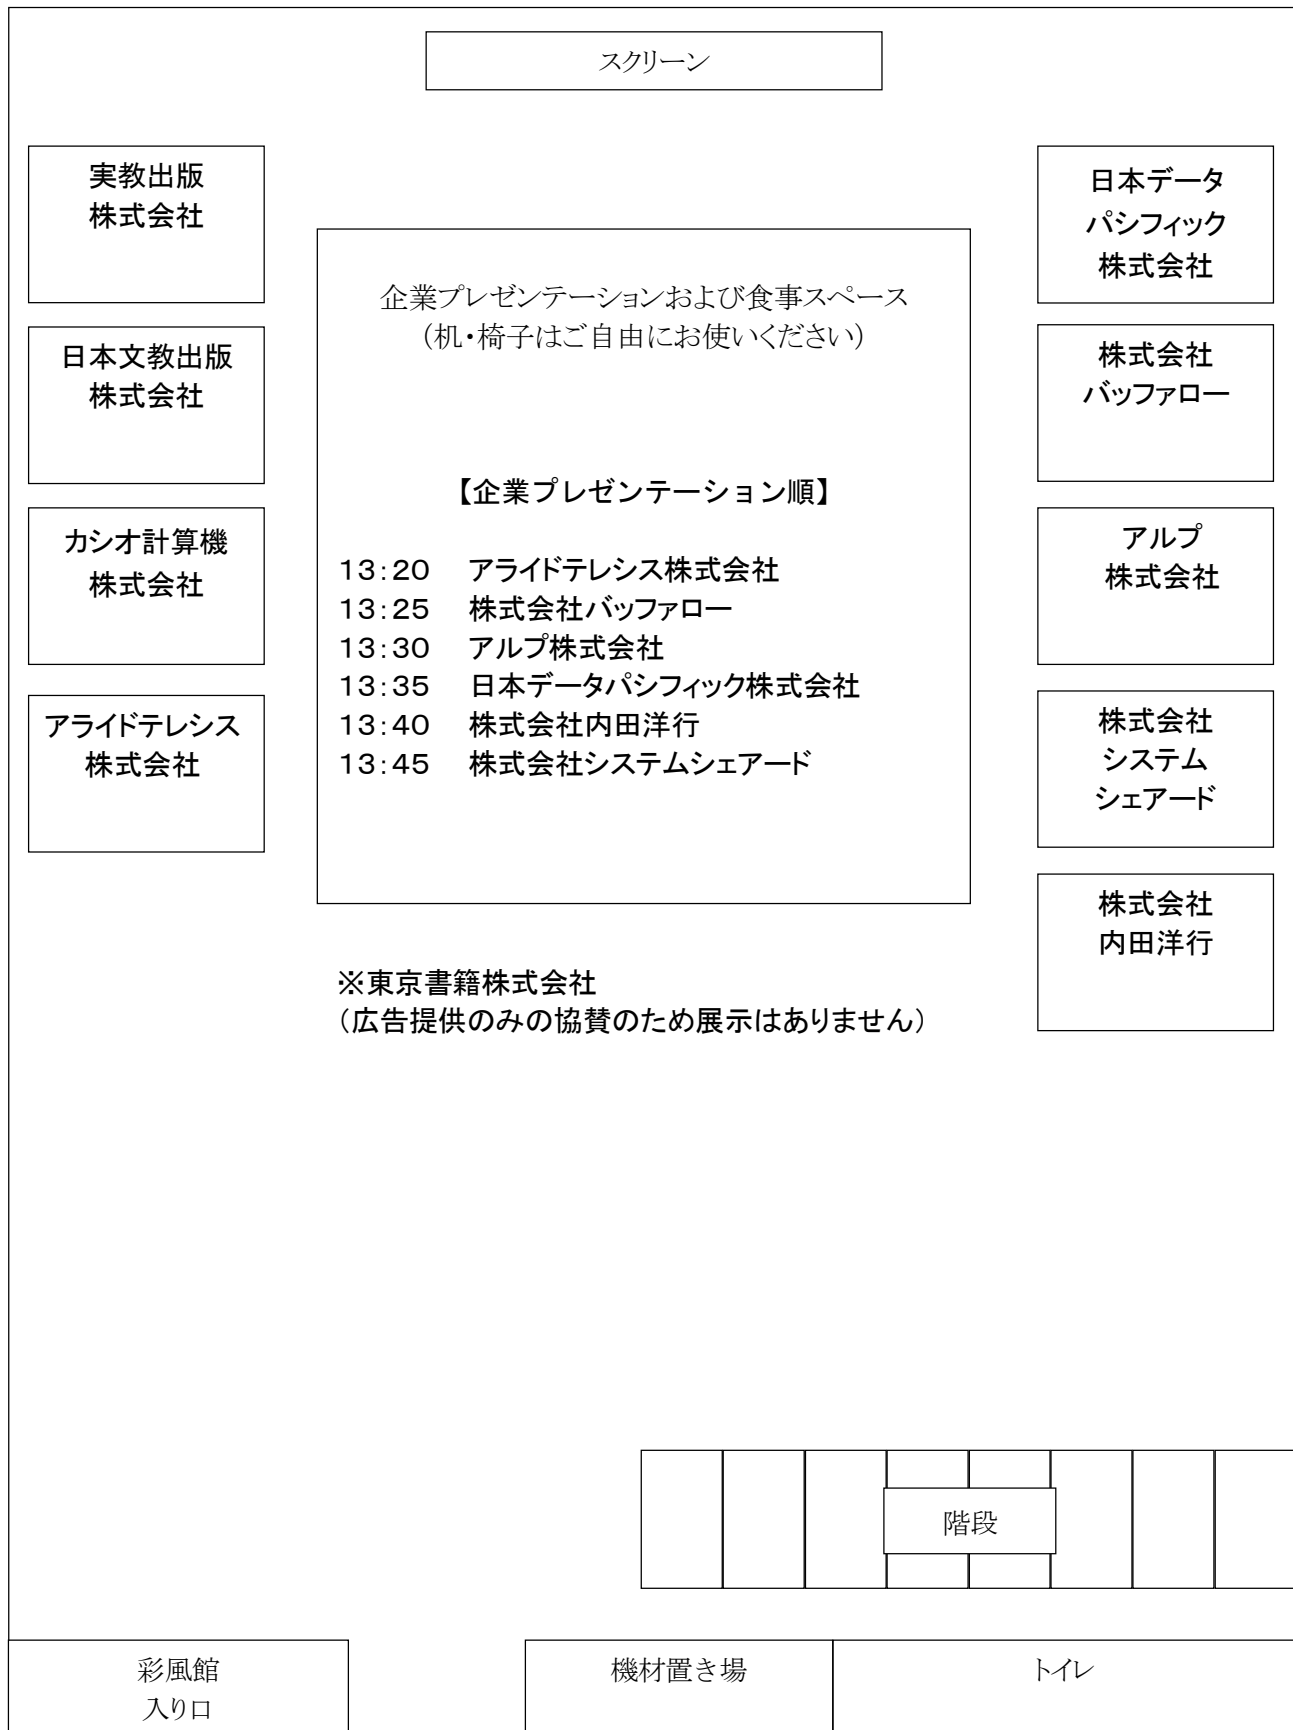 スクリーン
実教出版
株式会社
日本文教出版
株式会社
カシオ計算機
株式会社
アライドテレシス
株式会社
企業プレゼンテーションおよび食事スペース
（机・椅子はご自由にお使いください）
【企業プレゼンテーション順】
13：20　アライドテレシス株式会社
13：25　株式会社バッファロー
13：30　アルプ株式会社
13：35　日本データパシフィック株式会社
13：40　株式会社内田洋行
13：45　株式会社システムシェアード
日本データ
パシフィック
株式会社
株式会社
バッファロー
アルプ
株式会社
株式会社
システム
シェアード
株式会社
内田洋行
※東京書籍株式会社
（広告提供のみの協賛のため展示はありません）
階段
彩風館
入り口
機材置き場
トイレ